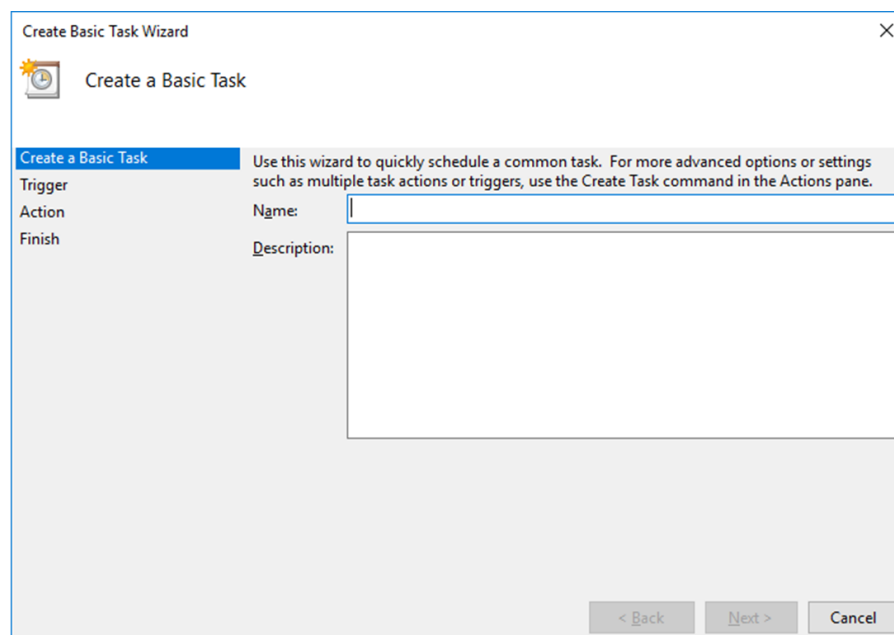 Create Basic Task Wizard
Create a Basic Task
Create a Basic Task
Trigger
Action
Finish
Use this wizard to quickly schedule a common task. For more advanced options or settings
such as multiple task actions or triggers, use the Create Task command in the Actions pane.
Name:
Description:
< Back
Next >
Cancel